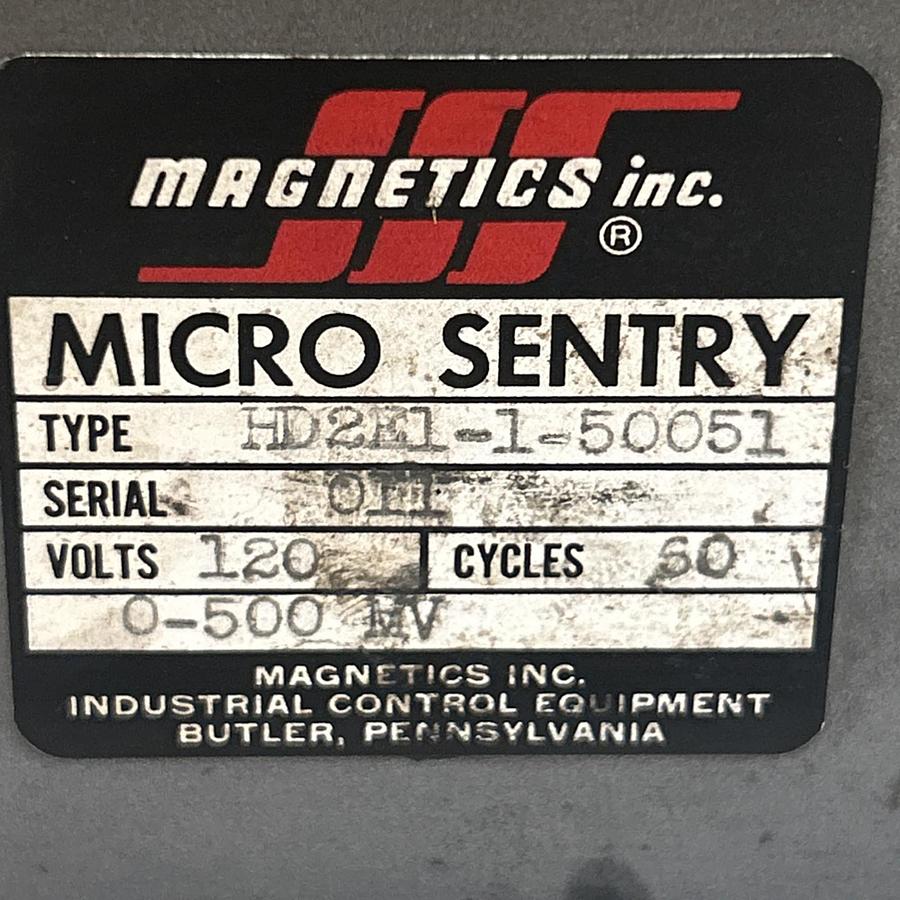 MAGNETICS inc.
®
MICRO SENTRY
TYPE HD2E1-1-50051
SERIAL
VOLTS 120 CYCLES 60
0-500 MV
MAGNETICS INC.
INDUSTRIAL CONTROL EQUIPMENT
BUTLER, PENNSYLVANIA